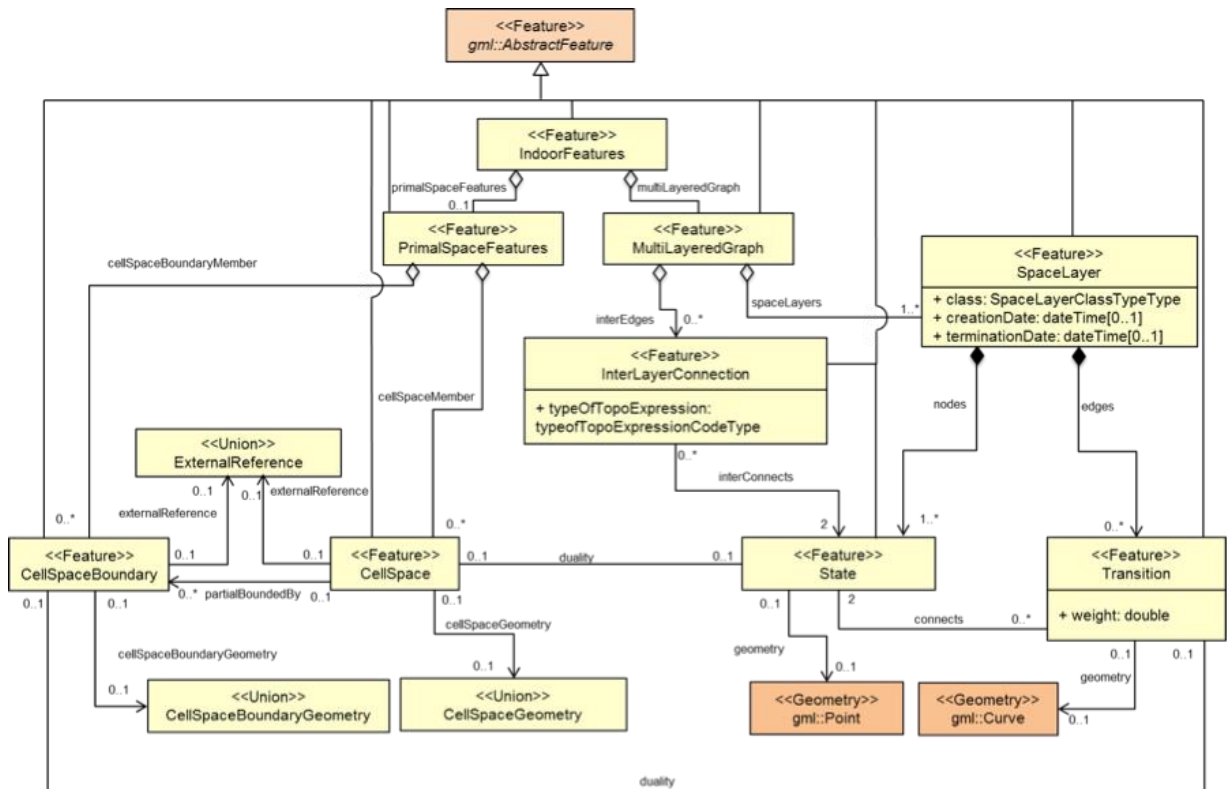 <<Feature>>
gml::AbstractFeature
<<Feature>>
IndoorFeatures
primalSpaceFeatures
multiLayeredGraph
0..1
<<Feature>>
PrimalSpaceFeatures
<<Feature>>
MultiLayeredGraph
<<Feature>>
SpaceLayer
+ class: SpaceLayerClassTypeType
+ creationDate: dateTime[0..1]
+ terminationDate: dateTime[0..1]
cellSpaceBoundaryMember
spaceLayers
1..*
interEdges
0..*
<<Feature>>
InterLayerConnection
+ typeOfTopoExpression:
typeofTopoExpressionCodeType
cellSpaceMember
nodes
edges
<<Union>>
ExternalReference
0..*
interConnects
0..1
0..1
externalReference
externalReference
0..*
0..*
2
1..*
0..*
<<Feature>>
CellSpaceBoundary
0..1
0..1
<<Feature>>
CellSpace
0..1
duality
0..1
<<Feature>>
State
<<Feature>>
Transition
+ weight: double
0..*
partialBoundedBy
0..1
0..1
0..1
0..1
0..1
2
connects
0..*
cellSpaceGeometry
cellSpaceBoundaryGeometry
geometry
0..1
0..1
geometry
0..1
0..1
0..1
0..1
<<Union>>
CellSpaceBoundaryGeometry
<<Union>>
CellSpaceGeometry
<<Geometry>>
gml::Point
<<Geometry>>
gml::Curve
duality